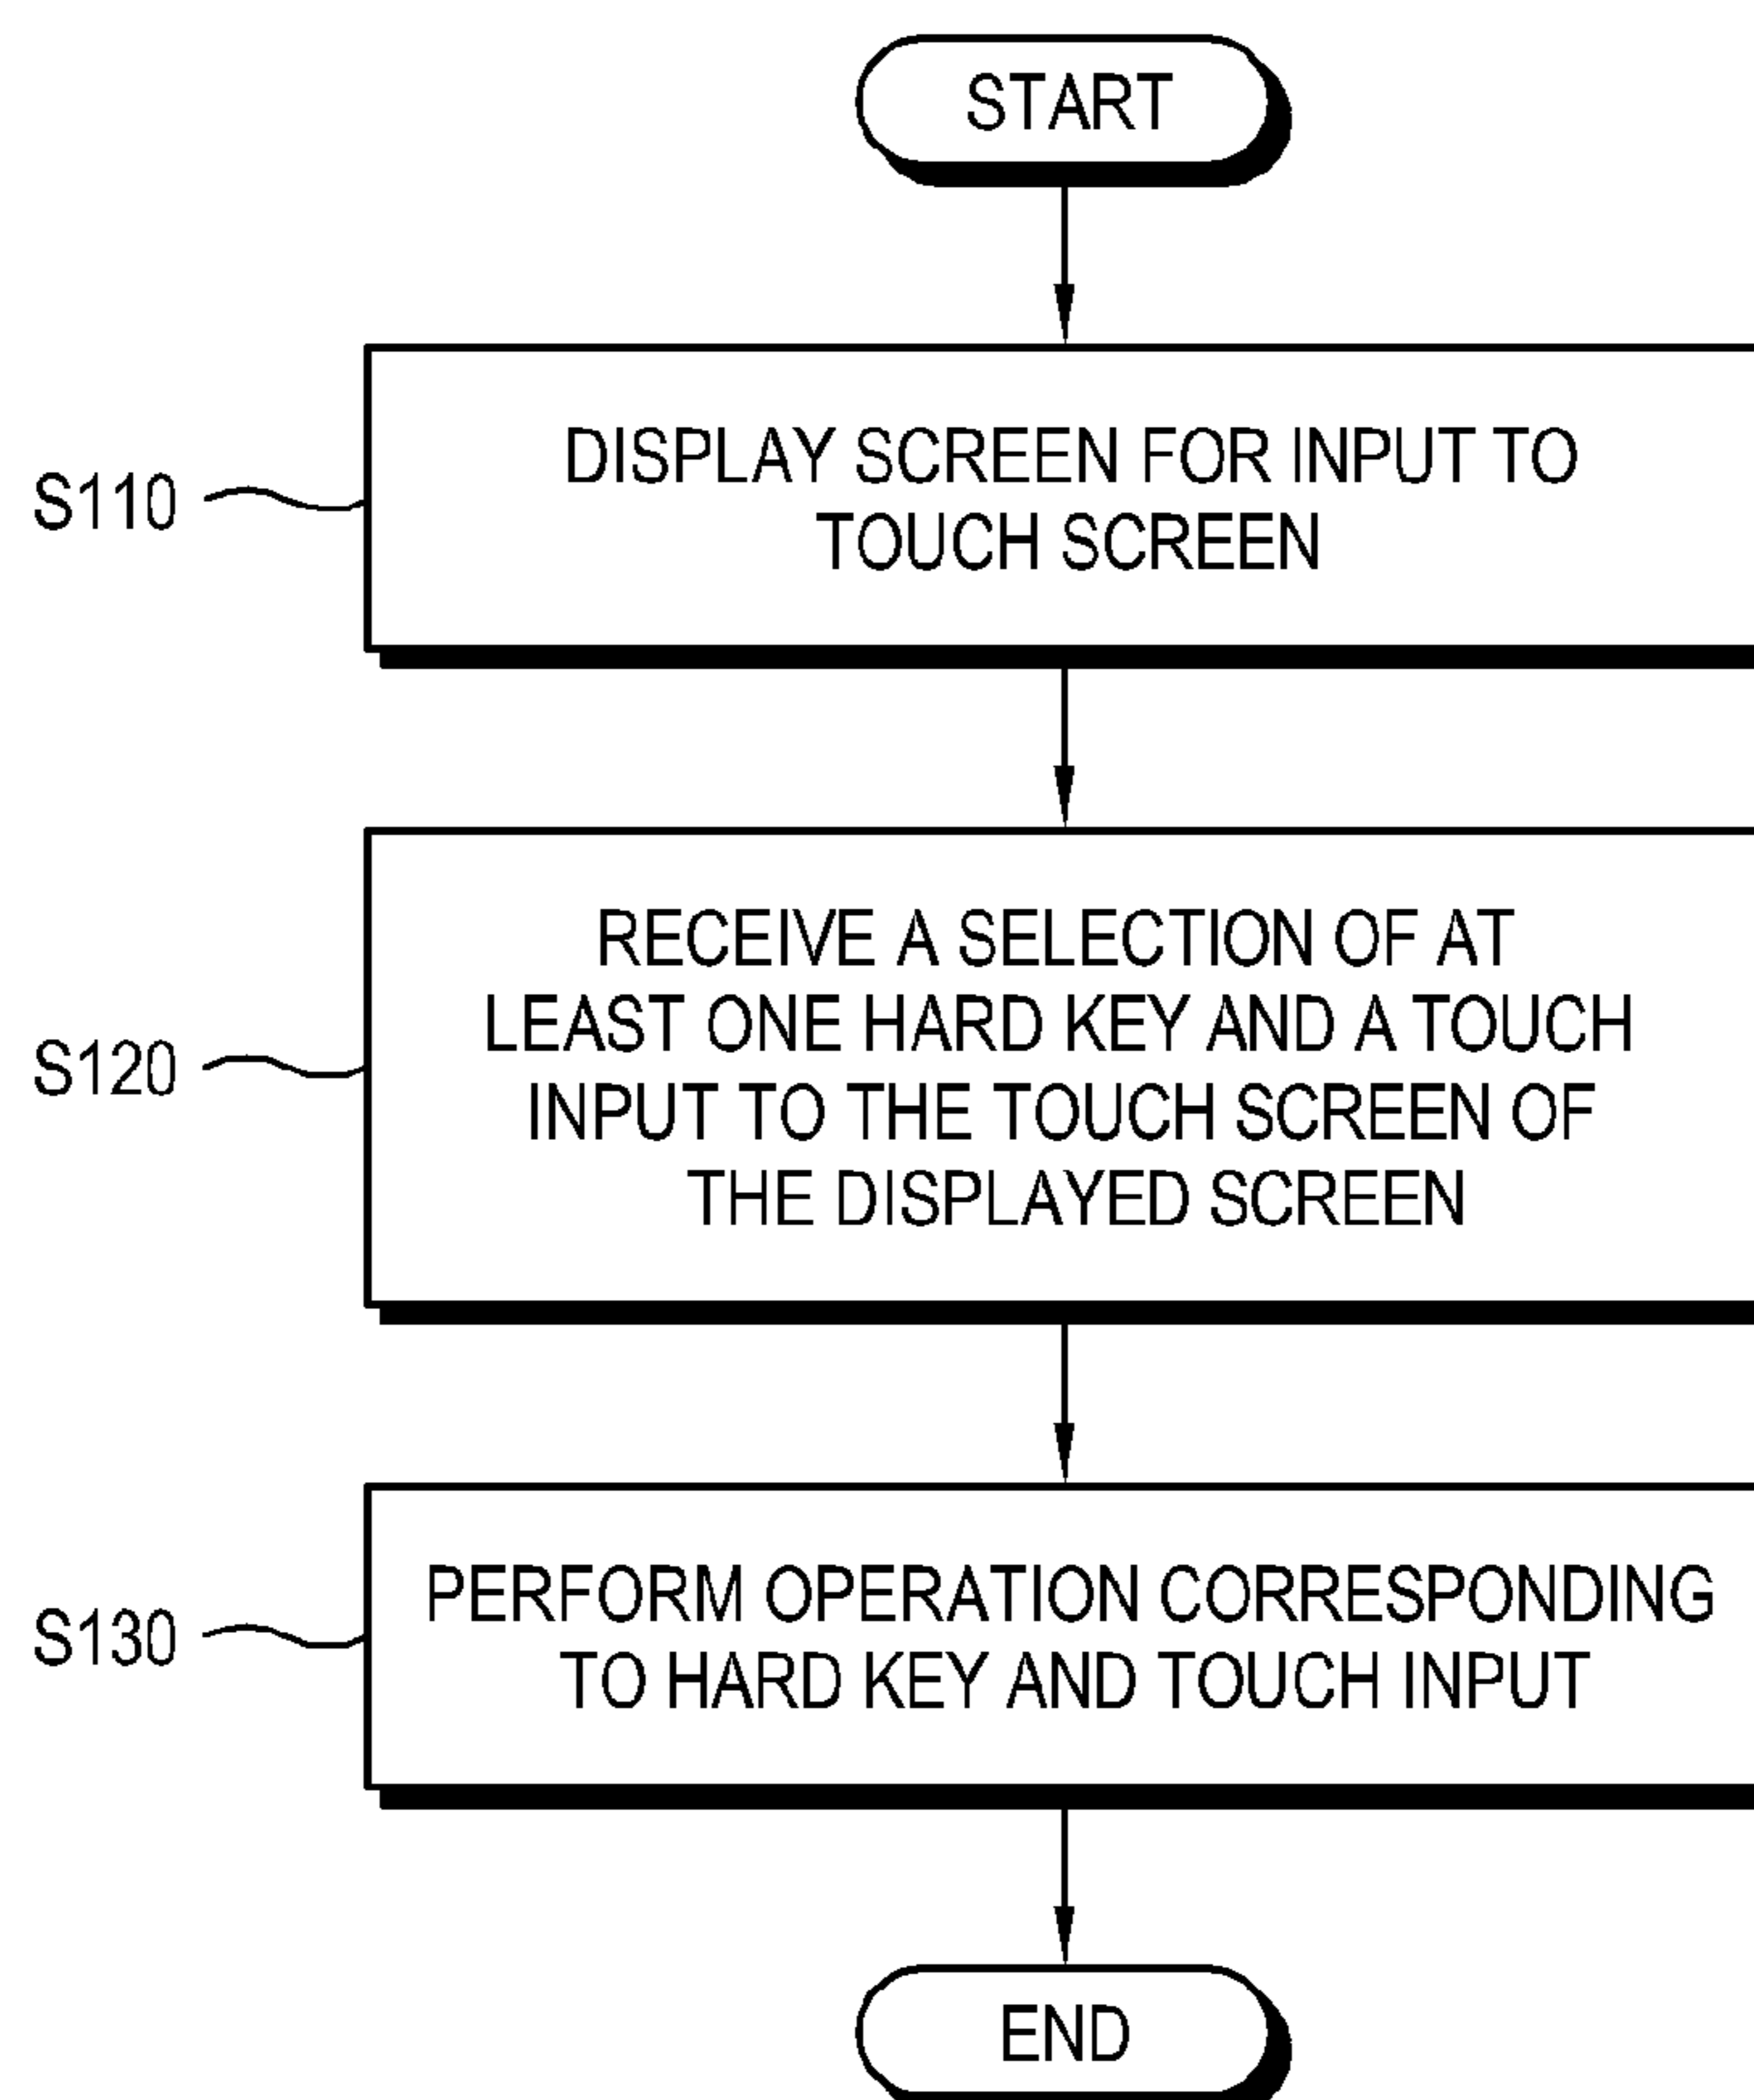 START
DISPLAY SCREEN FOR INPUT TO
TOUCH SCREEN
S110
RECEIVE A SELECTION OF AT
LEAST ONE HARD KEY AND A TOUCH
INPUT TO THE TOUCH SCREEN OF
THE DISPLAYED SCREEN
S120
PERFORM OPERATION CORRESPONDING
TO HARD KEY AND TOUCH INPUT
S130
END